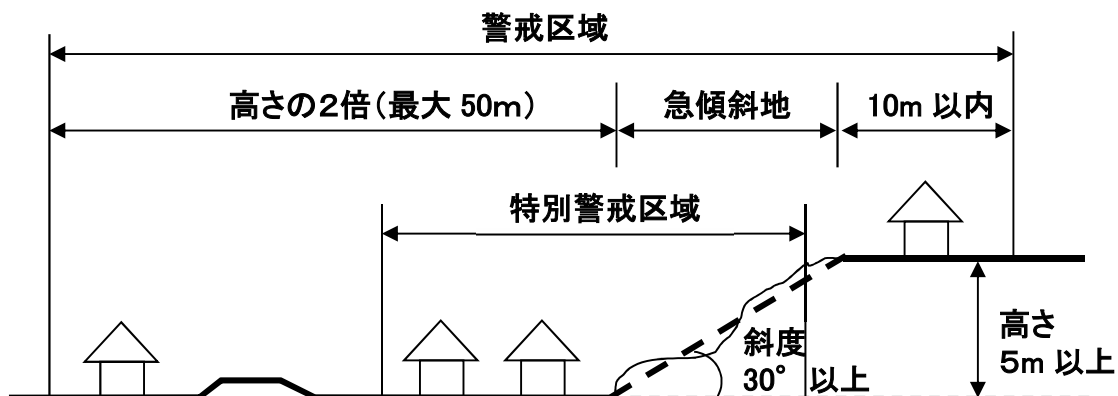 警戒区域
高さの２倍（最大 50ｍ）
急傾斜地
10m 以内
特別警戒区域
高さ
5m 以上
斜度
30° 以上